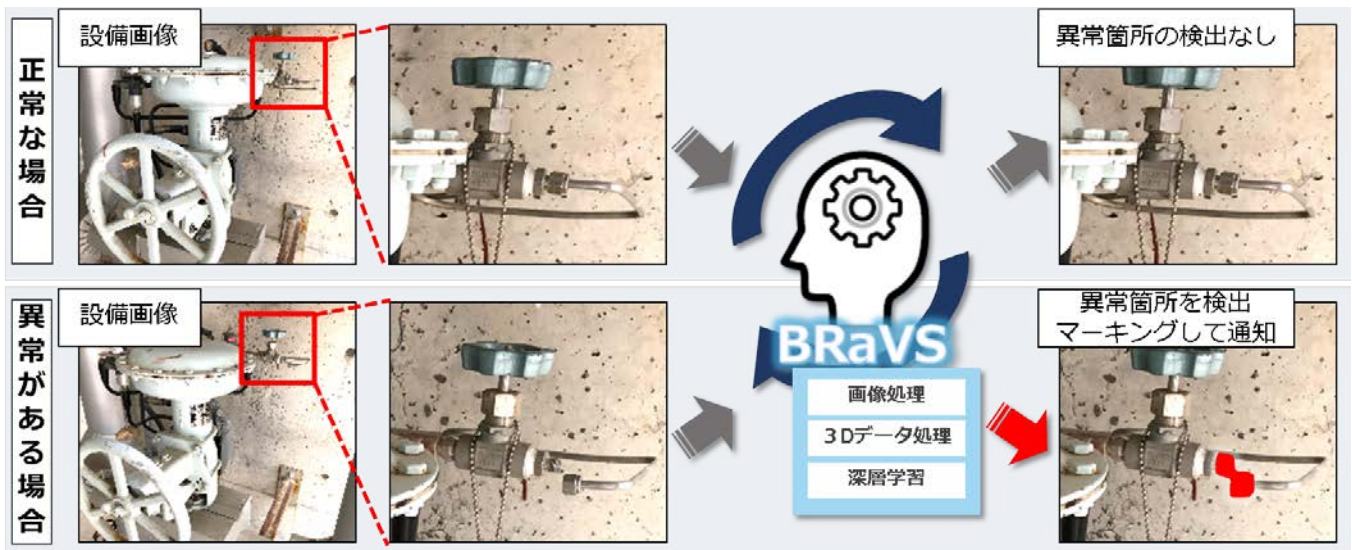 正常な場合
設備画像
異常箇所の検出なし
異常がある場合
設備画像
BRaVS
画像処理
3Dデータ処理
深層学習
異常箇所を検出
マーキングして通知